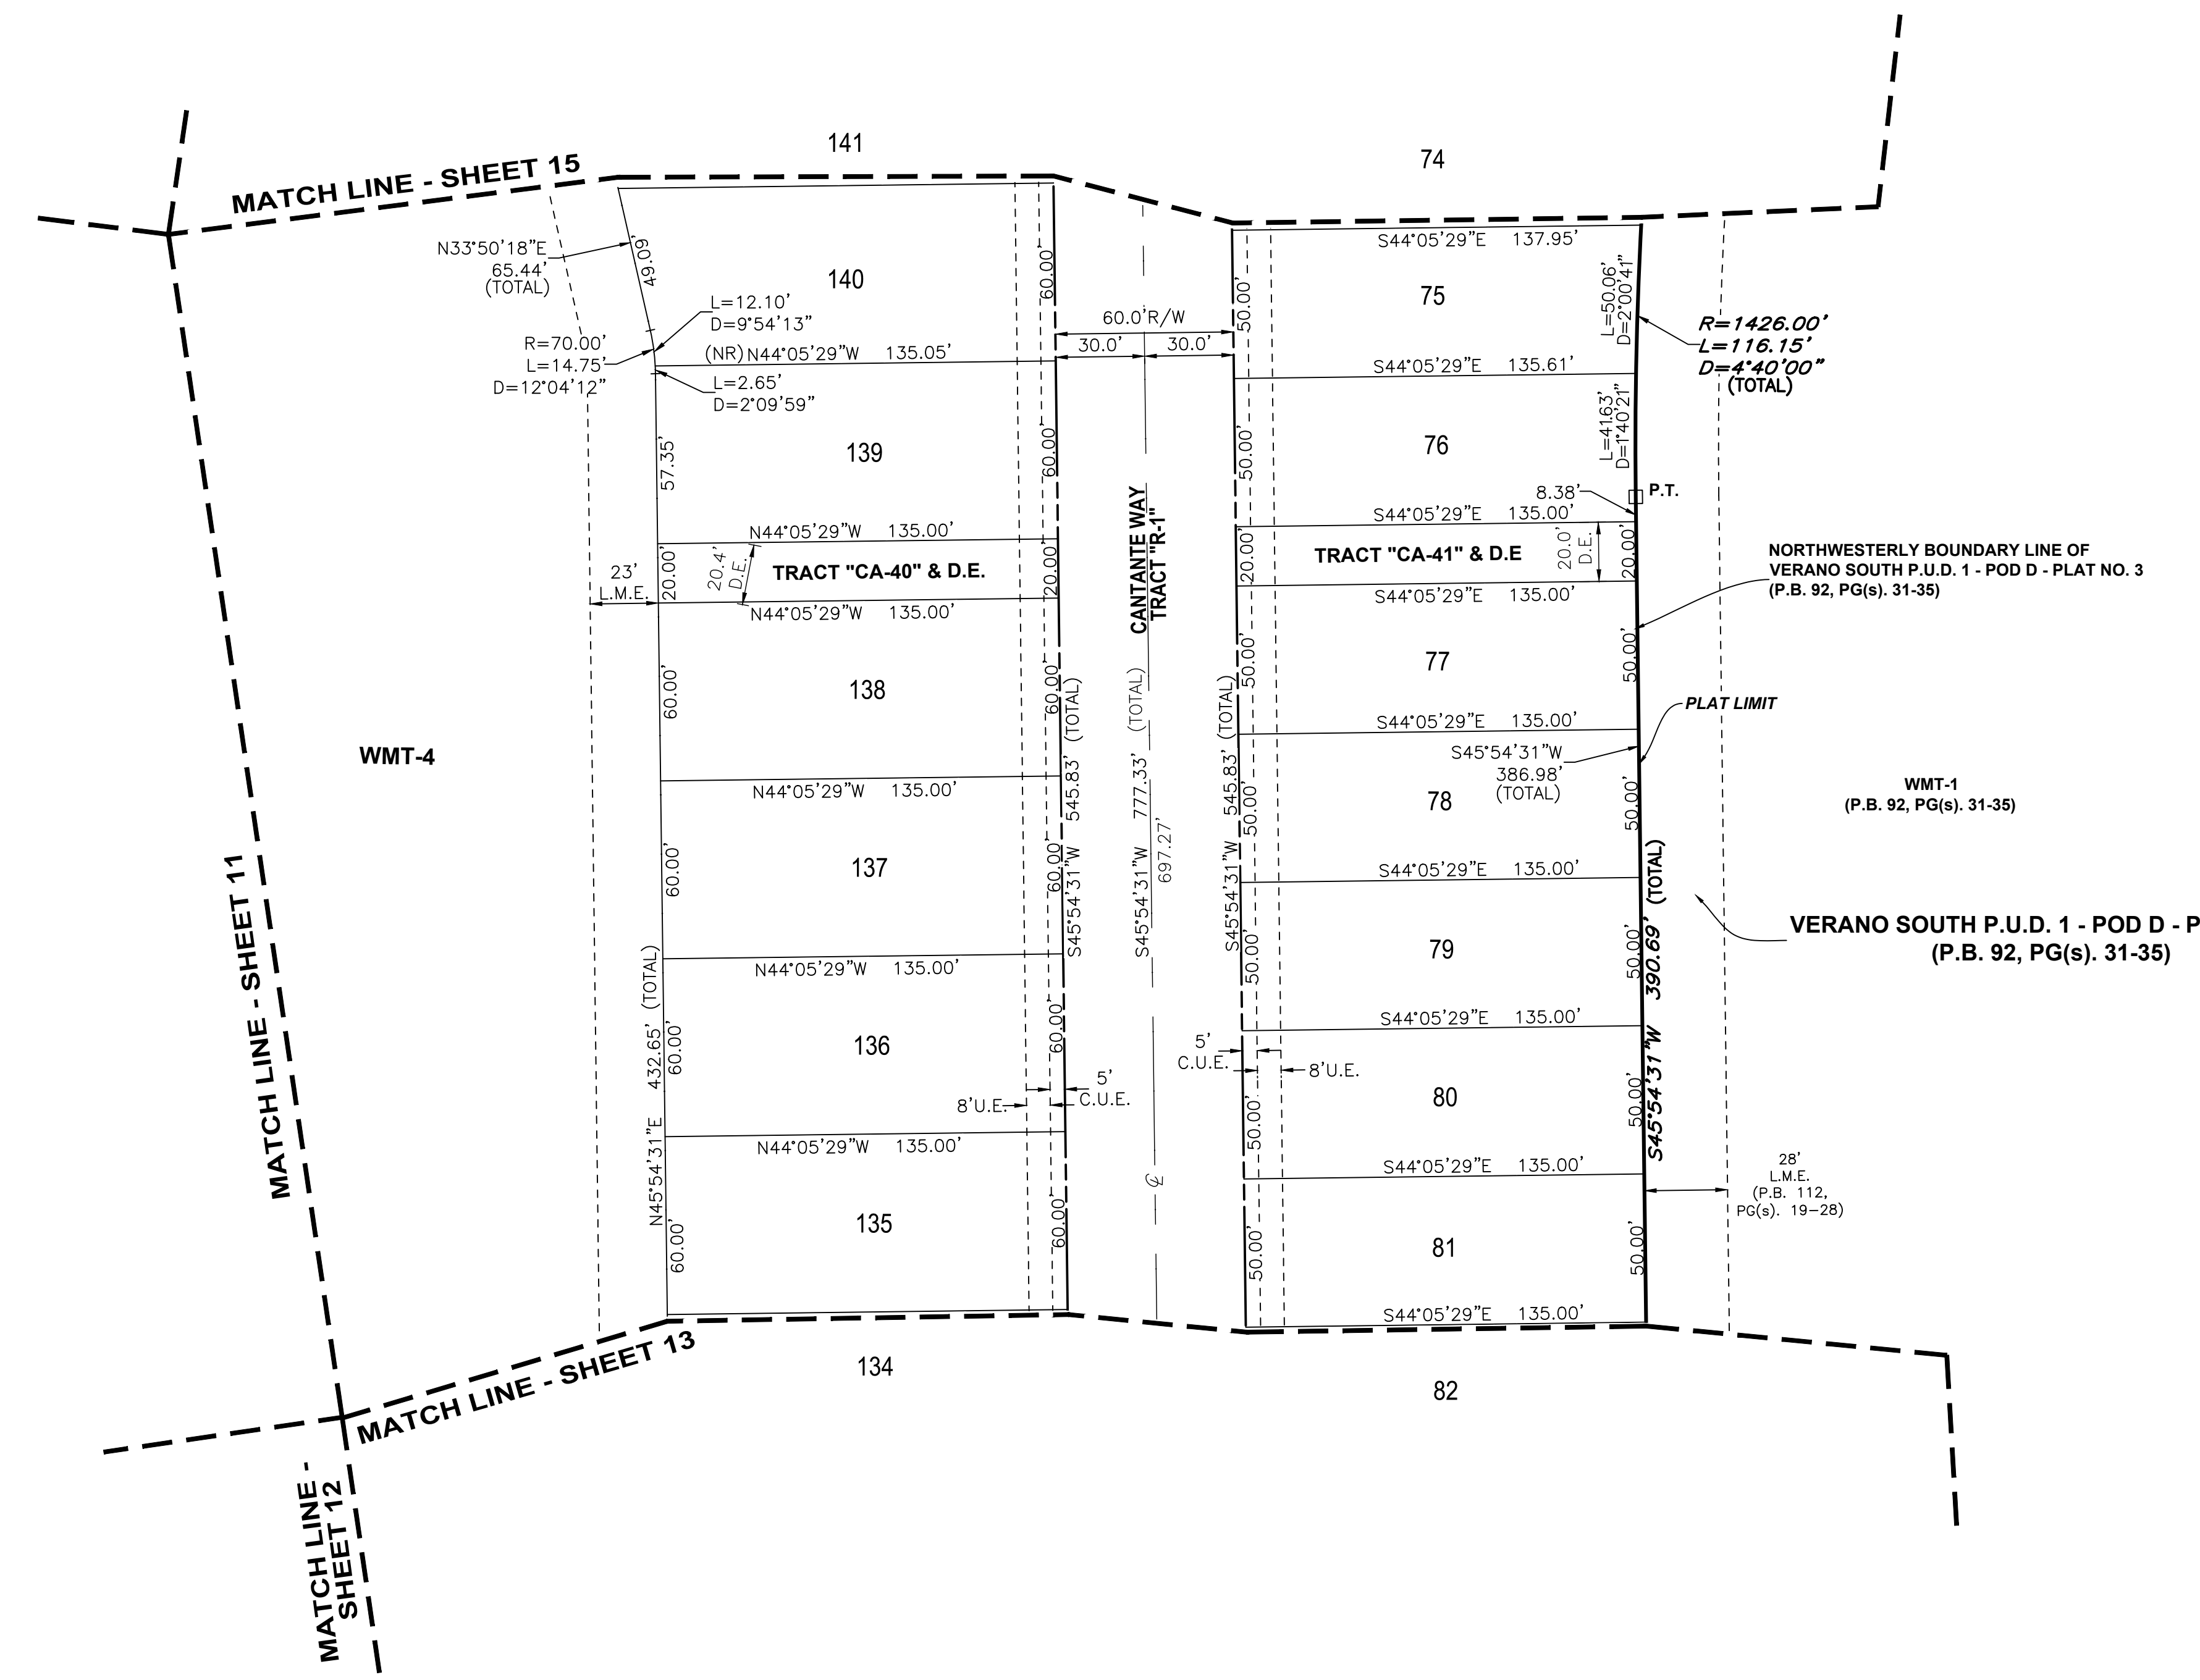 141
74
MATCH LINE - SHEET 15
N33°50'18"E
65.44'
(TOTAL)
49.09'
140
60.00'
L=12.10'
D=9°54'13"
R=70.00'
L=14.75'
D=12°04'12"
(NR) N44°05'29"W 135.05'
L=2.65'
D=2°09'59"
60.0'R/W
30.0'
30.0'
S44°05'29"E 137.95'
50.00'
75
L=50.06'
D=2°00'41"
R=1426.00'
L=116.15'
D=4°40'00"
(TOTAL)
S44°05'29"E 135.61'
57.35'
139
60.00'
50.00'
76
L=41.63'
D=1°40'21"
8.38'
P.T.
N44°05'29"W 135.00'
S44°05'29"E 135.00'
23'
L.M.E.
20.00'
20.4'
D.E.
TRACT "CA-40" & D.E.
20.00'
CANTANTE WAY
TRACT "R-1"
20.00'
TRACT "CA-41" & D.E
20.0'
D.E.
20.00'
NORTHWESTERLY BOUNDARY LINE OF
VERANO SOUTH P.U.D. 1 - POD D - PLAT NO. 3
(P.B. 92, PG(s). 31-35)
N44°05'29"W 135.00'
S44°05'29"E 135.00'
60.00'
138
60.00'
50.00'
77
50.00'
PLAT LIMIT
S44°05'29"E 135.00'
WMT-4
S45°54'31"W
386.98'
(TOTAL)
N44°05'29"W 135.00'
S45°54'31"W 545.83' (TOTAL)
S45°54'31"W 777.33' (TOTAL)
697.27'
S45°54'31"W 545.83' (TOTAL)
50.00'
78
50.00'
WMT-1
(P.B. 92, PG(s). 31-35)
60.00'
137
60.00'
S44°05'29"E 135.00'
MATCH LINE - SHEET 11
N44°05'29"W 135.00'
50.00'
79
50.00'
S45°54'31"W 390.69' (TOTAL)
VERANO SOUTH P.U.D. 1 - POD D - P
(P.B. 92, PG(s). 31-35)
N45°54'31"E 432.65' (TOTAL)
60.00'
136
60.00'
S44°05'29"E 135.00'
5'
C.U.E.
8'U.E.
8'U.E.
5'
C.U.E.
50.00'
80
50.00'
N44°05'29"W 135.00'
S44°05'29"E 135.00'
28'
L.M.E.
(P.B. 112,
PG(s). 19-28)
60.00'
135
60.00'
℄
50.00'
81
50.00'
S44°05'29"E 135.00'
MATCH LINE - SHEET 13
134
82
MATCH LINE -
SHEET 12